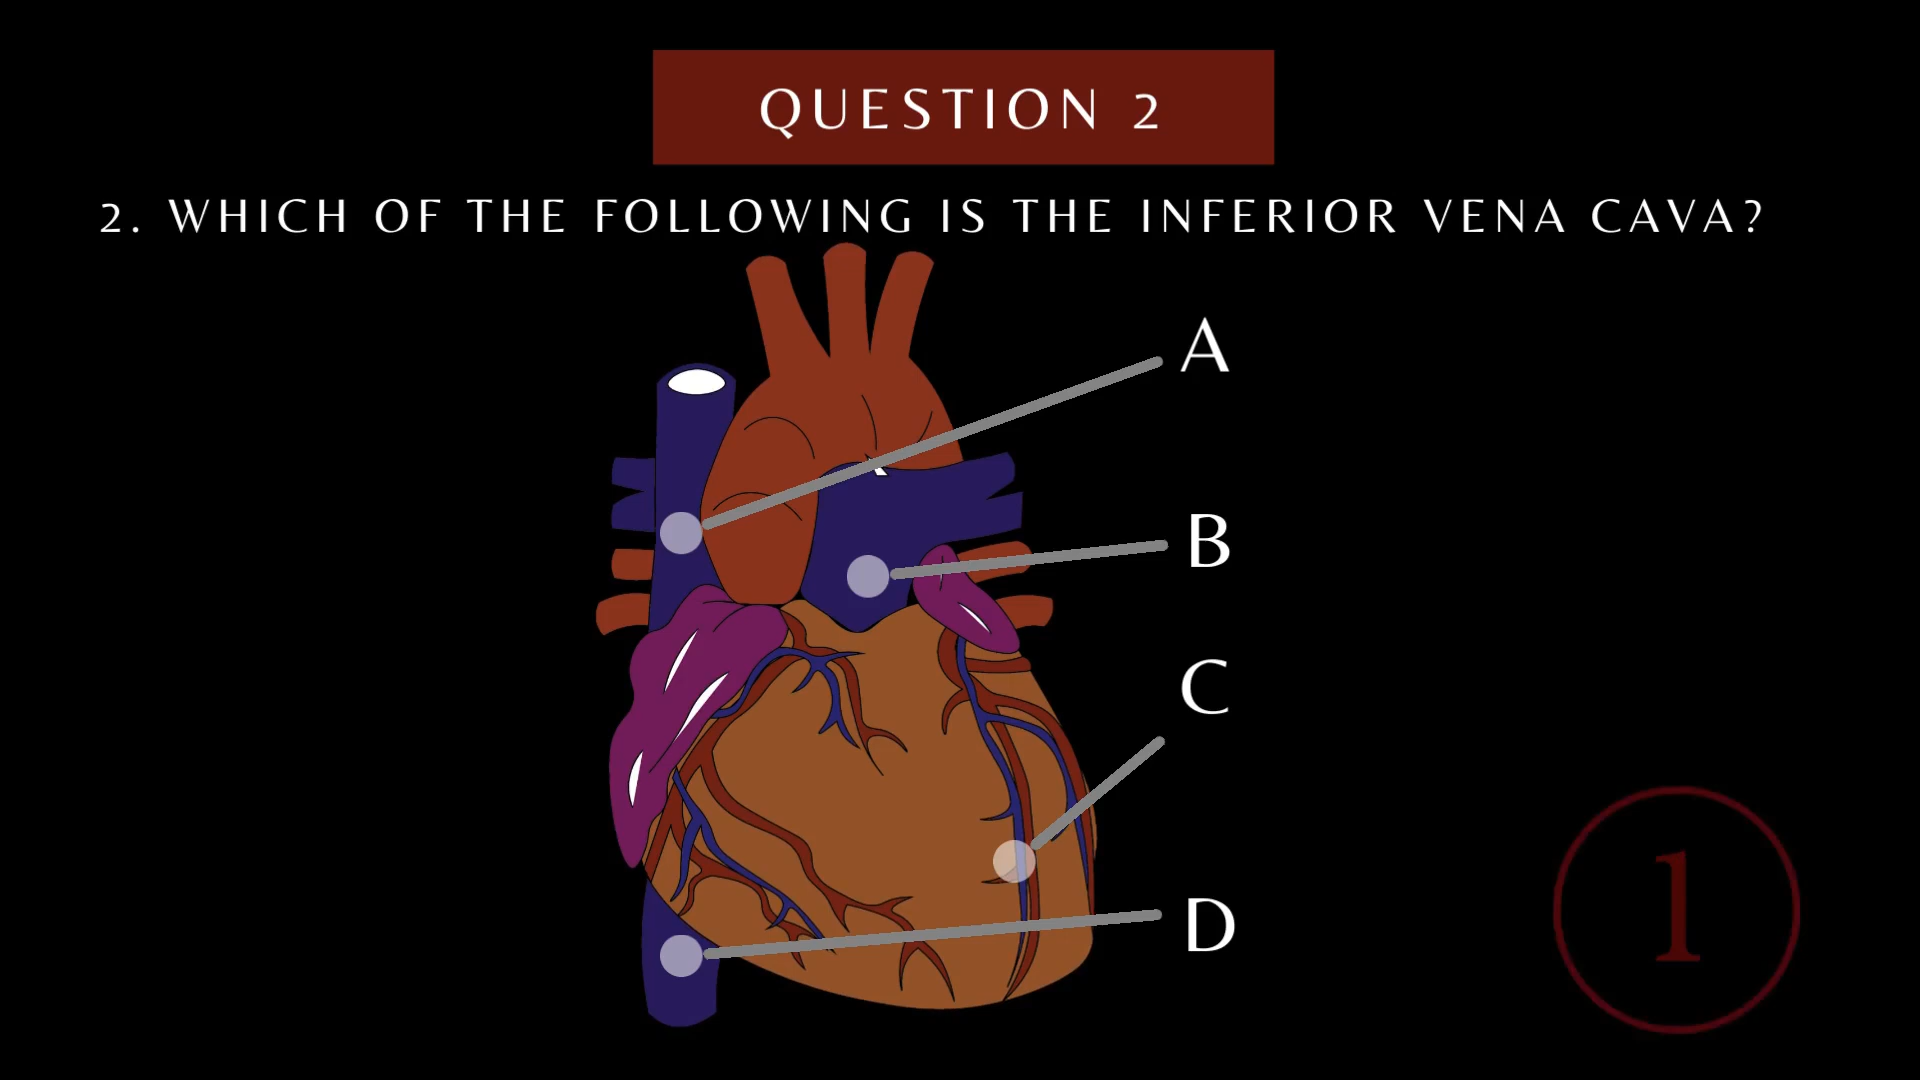 QUESTION 2
2. WHICH OF THE FOLLOWING IS THE INFERIOR VENA CAVA?
A
B
C
D
1